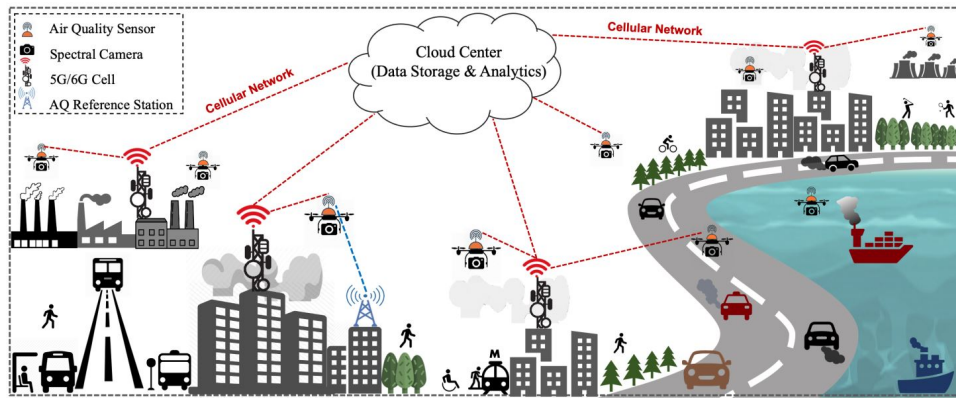 Air Quality Sensor
Spectral Camera
5G/6G Cell
AQ Reference Station
Cloud Center
(Data Storage & Analytics)
Cellular Network
Cellular Network
M